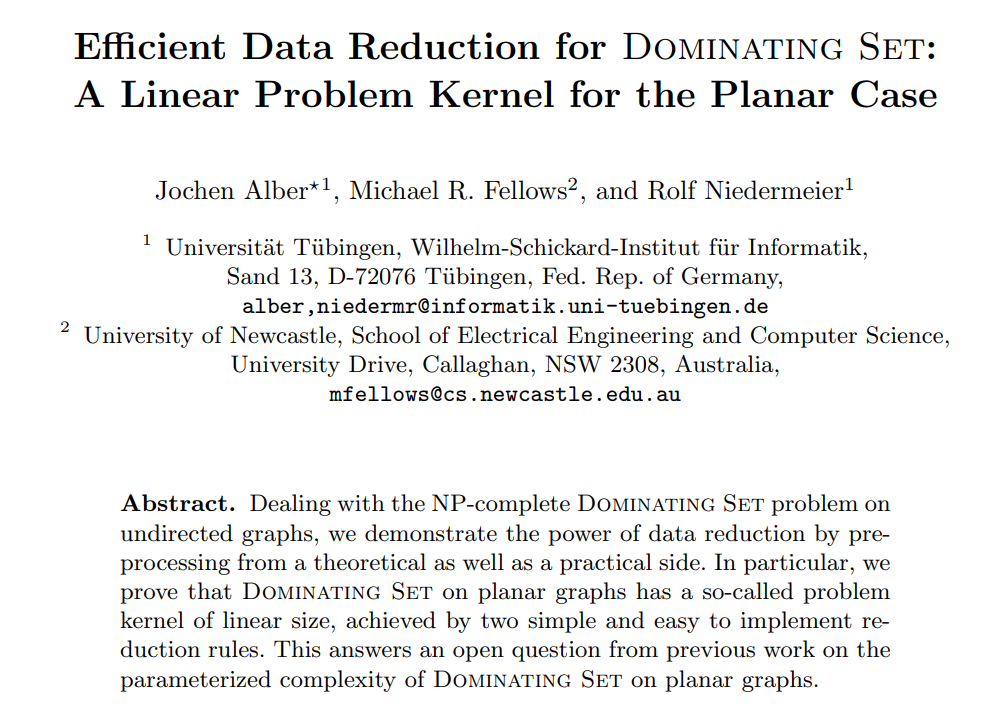 Efficient Data Reduction for DOMINATING SET:
A Linear Problem Kernel for the Planar Case
Jochen Alber⋆1, Michael R. Fellows2, and Rolf Niedermeier1
1 Universität Tübingen, Wilhelm-Schickard-Institut für Informatik,
Sand 13, D-72076 Tübingen, Fed. Rep. of Germany,
alber,niedermr@informatik.uni-tuebingen.de
2 University of Newcastle, School of Electrical Engineering and Computer Science,
University Drive, Callaghan, NSW 2308, Australia,
mfellows@cs.newcastle.edu.au
Abstract. Dealing with the NP-complete DOMINATING SET problem on
undirected graphs, we demonstrate the power of data reduction by pre-
processing from a theoretical as well as a practical side. In particular, we
prove that DOMINATING SET on planar graphs has a so-called problem
kernel of linear size, achieved by two simple and easy to implement re-
duction rules. This answers an open question from previous work on the
parameterized complexity of DOMINATING SET on planar graphs.